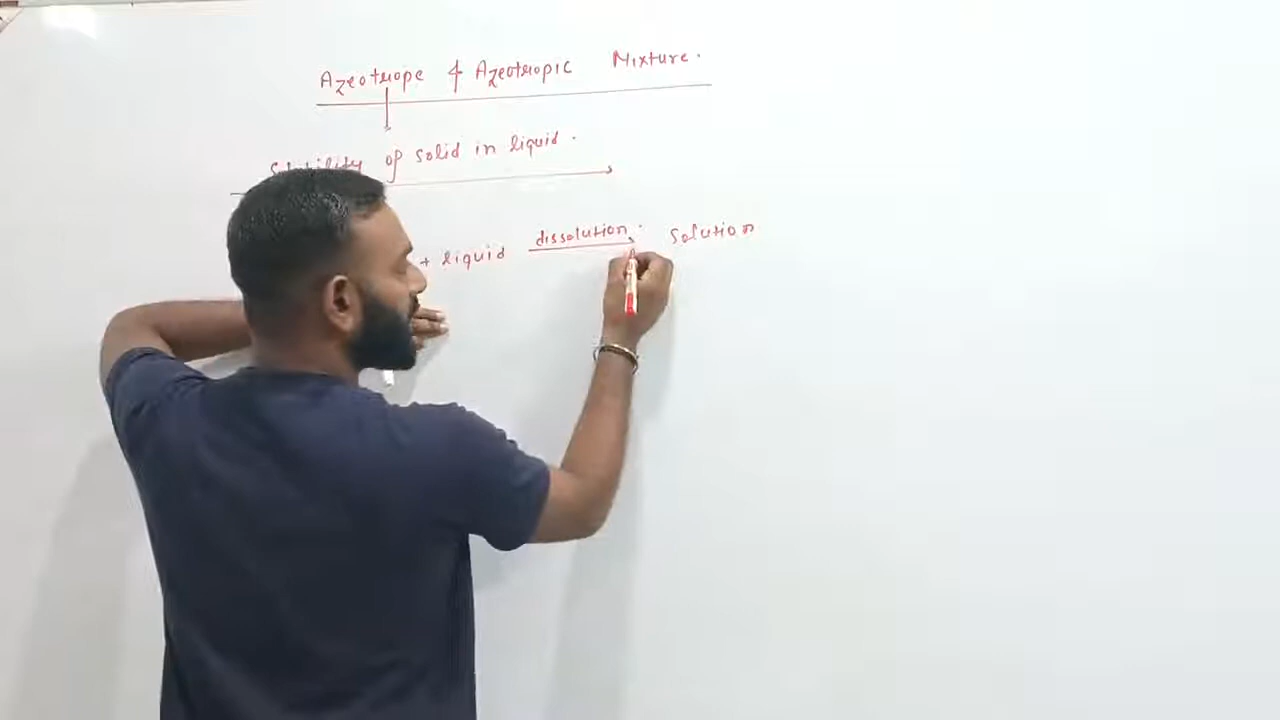 Azeotrope & Azeotropic Mixture.
of solid in liquid.
+ liquid dissolution. solution